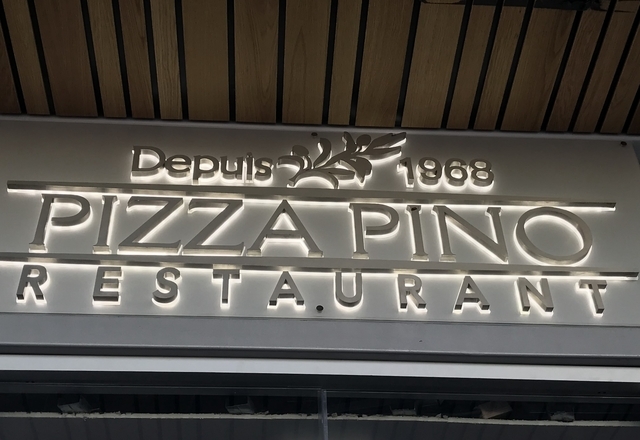 Depuis 1968
PIZZA PINO
RESTAURANT